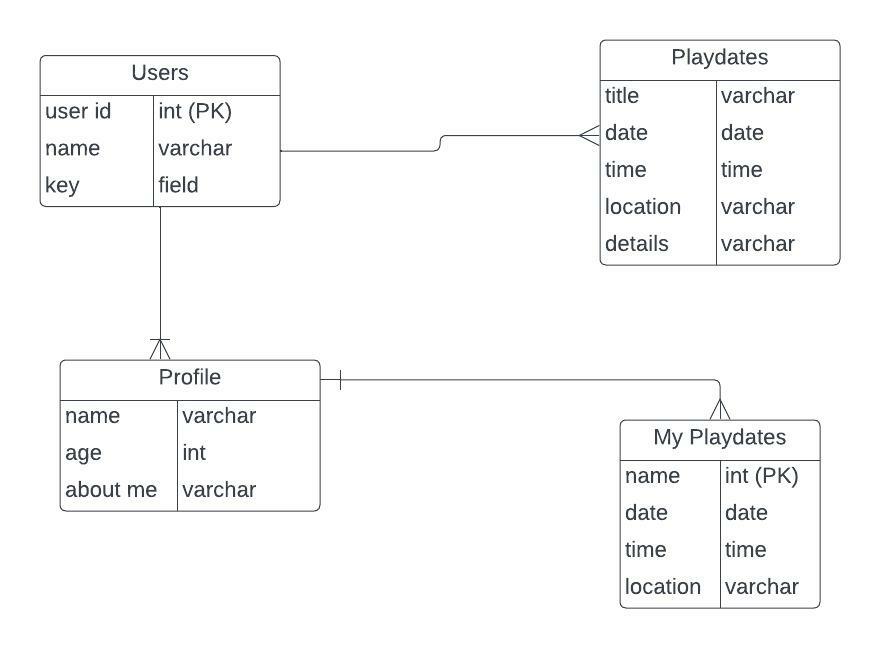 Users
user id int (PK)
name varchar
key field
Playdates
title varchar
date date
time time
location varchar
details varchar
Profile
name varchar
age int
about me varchar
My Playdates
name int (PK)
date date
time time
location varchar